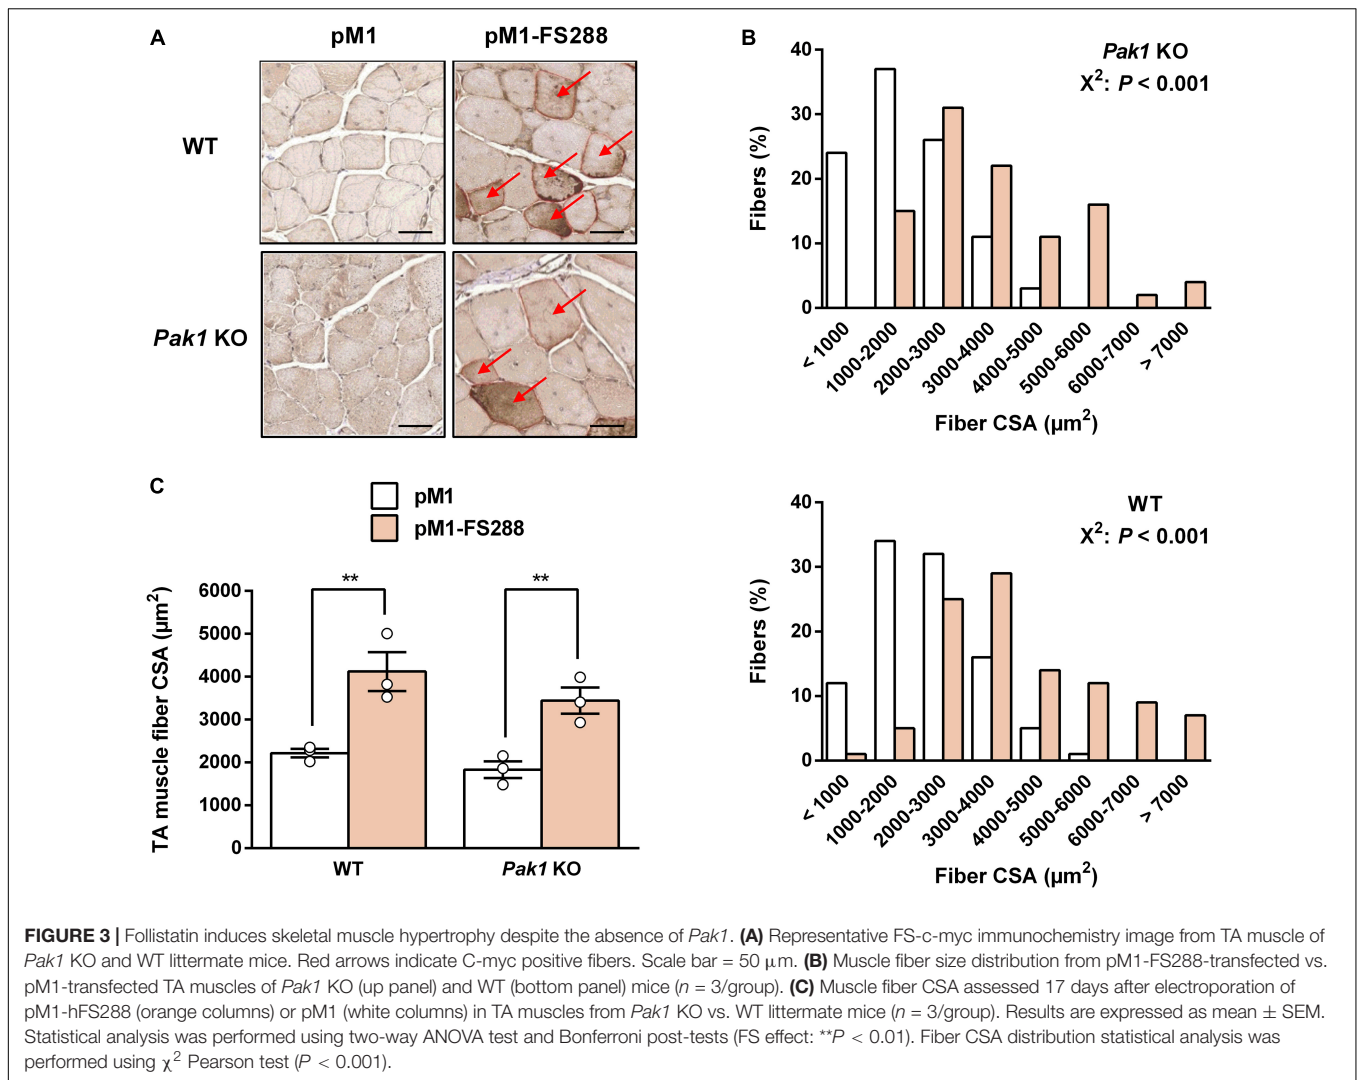 A
pM1
pM1-FS288
WT
Pak1 KO
B
Pak1 KO
X²: P < 0.001
40
30
20
10
0
Fibers (%)
< 1000
1000-2000
2000-3000
3000-4000
4000-5000
5000-6000
6000-7000
> 7000
Fiber CSA (µm²)
WT
X²: P < 0.001
40
30
20
10
0
Fibers (%)
< 1000
1000-2000
2000-3000
3000-4000
4000-5000
5000-6000
6000-7000
> 7000
Fiber CSA (µm²)
C
pM1
pM1-FS288
TA muscle fiber CSA (µm²)
6000
5000
4000
3000
2000
1000
0
**
**
WT
Pak1 KO
FIGURE 3 | Follistatin induces skeletal muscle hypertrophy despite the absence of Pak1. (A) Representative FS-c-myc immunochemistry image from TA muscle of
Pak1 KO and WT littermate mice. Red arrows indicate C-myc positive fibers. Scale bar = 50 µm. (B) Muscle fiber size distribution from pM1-FS288-transfected vs.
pM1-transfected TA muscles of Pak1 KO (up panel) and WT (bottom panel) mice (n = 3/group). (C) Muscle fiber CSA assessed 17 days after electroporation of
pM1-hFS288 (orange columns) or pM1 (white columns) in TA muscles from Pak1 KO vs. WT littermate mice (n = 3/group). Results are expressed as mean ± SEM.
Statistical analysis was performed using two-way ANOVA test and Bonferroni post-tests (FS effect: **P < 0.01). Fiber CSA distribution statistical analysis was
performed using χ² Pearson test (P < 0.001).